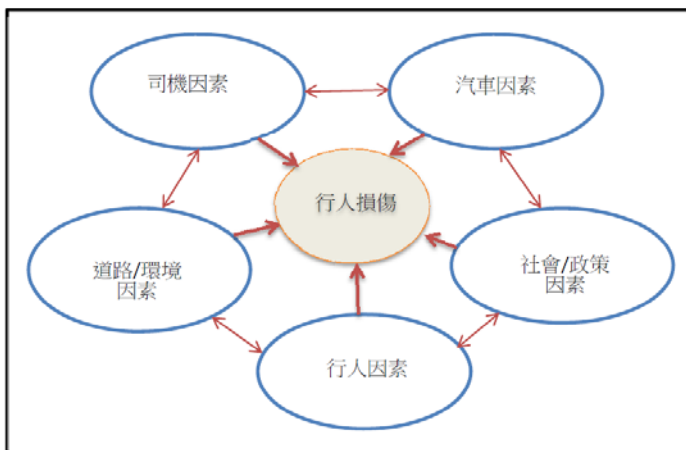 司機因素
汽車因素
行人損傷
道路/環境
因素
社會/政策
因素
行人因素